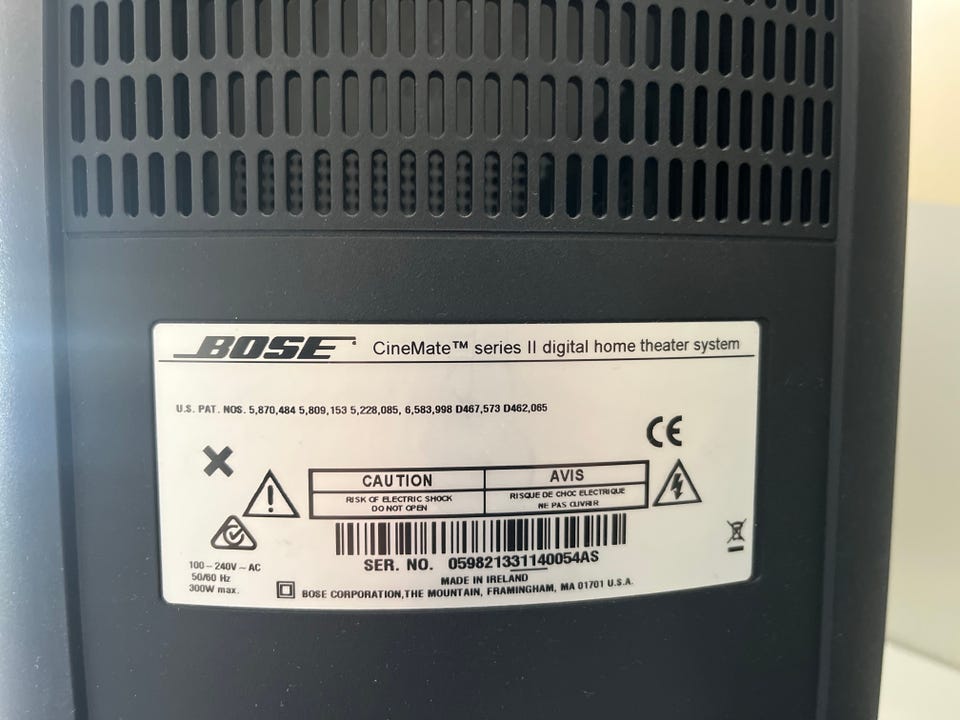 BOSE CineMate™ series II digital home theater system
U.S. PAT. NOS. 5,870,484 5,809,153 5,228,085, 6,583,998 D467,573 D462,065
CE
CAUTION AVIS
RISK OF ELECTRIC SHOCK RISQUE DE CHOC ELECTRIQUE
DO NOT OPEN NE PAS OUVRIR
100-240V ~ AC
50/60 Hz
300W max.
SER. NO. 059821331140054AS
MADE IN IRELAND
BOSE CORPORATION,THE MOUNTAIN, FRAMINGHAM, MA 01701 U.S.A.